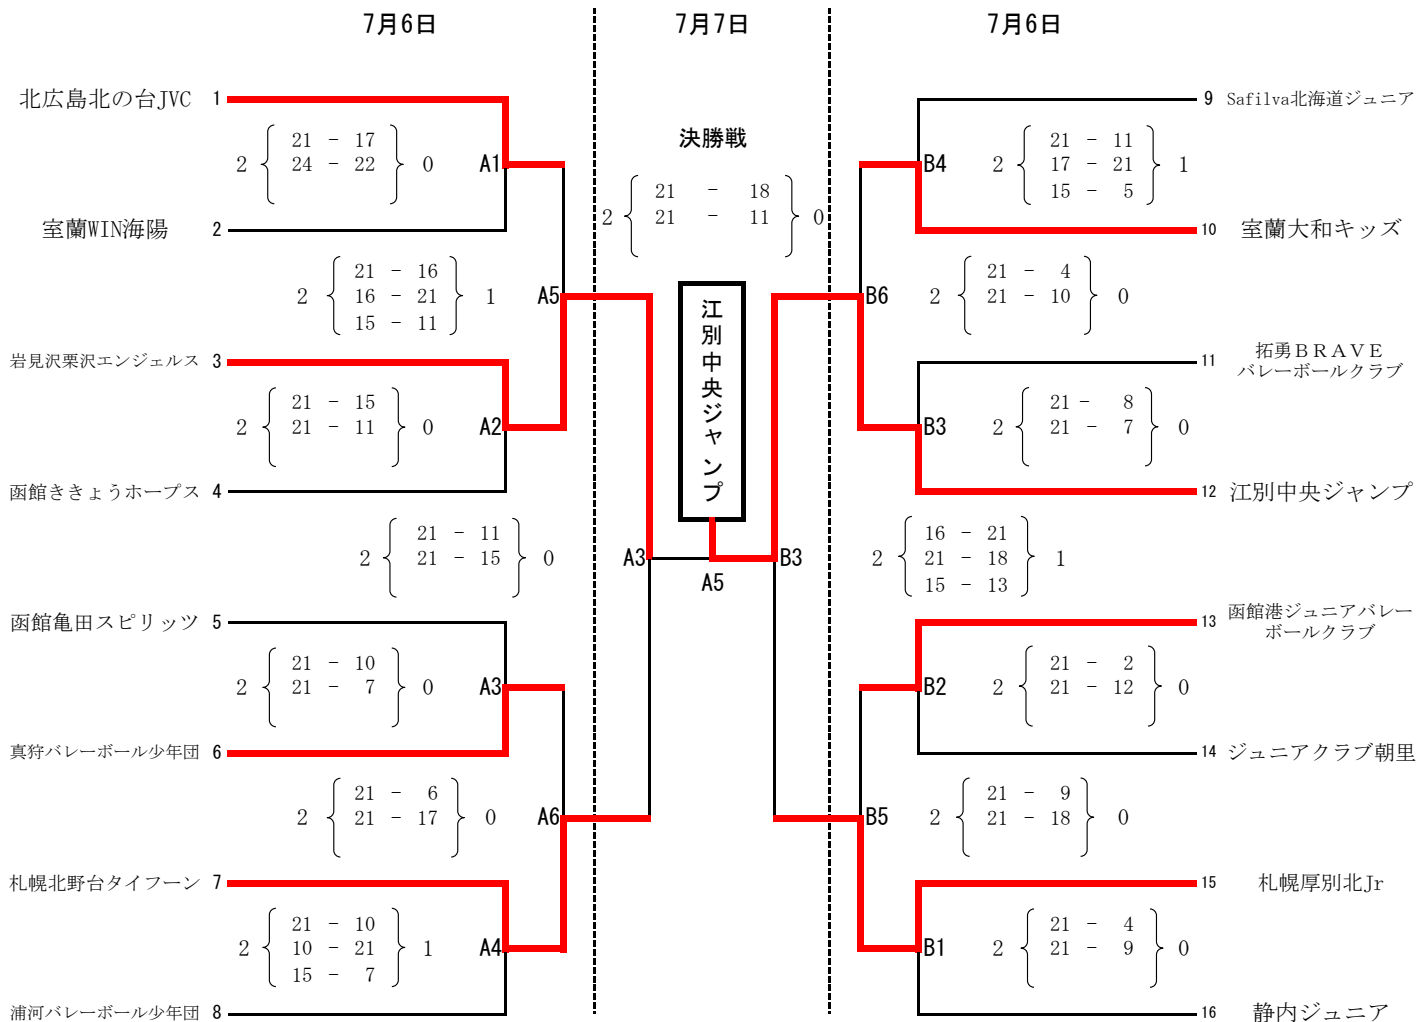 7月6日
7月7日
7月6日
北広島北の台JVC 1
9 Safilva北海道ジュニア
決勝戦
2 21 - 17 0 A1
24 - 22
B4 2 21 - 11 1
17 - 21
15 - 5
2 21 - 18 0
21 - 11
室蘭WIN海陽 2
10 室蘭大和キッズ
2 21 - 16 1 A5
16 - 21
15 - 11
B6 2 21 - 4 0
21 - 10
江別中央ジャンプ
岩見沢栗沢エンジェルス 3
11 拓勇BRAVE
バレーボールクラブ
2 21 - 15 0 A2
21 - 11
B3 2 21 - 8 0
21 - 7
函館ききょうホープス 4
12 江別中央ジャンプ
2 21 - 11 0 A3
21 - 15
A5
B3 2 16 - 21 1
21 - 18
15 - 13
函館亀田スピリッツ 5
13 函館港ジュニアバレー
ボールクラブ
2 21 - 10 0 A3
21 - 7
B2 2 21 - 2 0
21 - 12
真狩バレーボール少年団 6
14 ジュニアクラブ朝里
2 21 - 6 0 A6
21 - 17
B5 2 21 - 9 0
21 - 18
札幌北野台タイフーン 7
15 札幌厚別北Jr
2 21 - 10 1 A4
10 - 21
15 - 7
B1 2 21 - 4 0
21 - 9
浦河バレーボール少年団 8
16 静内ジュニア